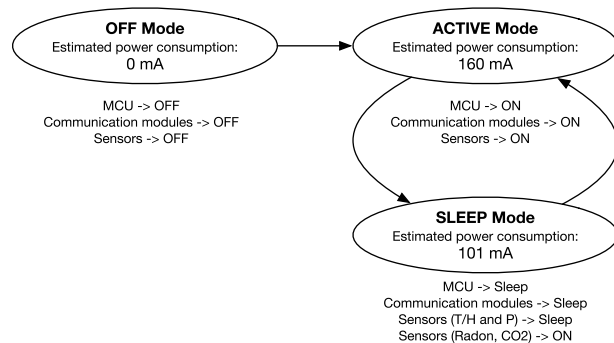 OFF Mode
Estimated power consumption:
0 mA
MCU -> OFF
Communication modules -> OFF
Sensors -> OFF
ACTIVE Mode
Estimated power consumption:
160 mA
MCU -> ON
Communication modules -> ON
Sensors -> ON
SLEEP Mode
Estimated power consumption:
101 mA
MCU -> Sleep
Communication modules -> Sleep
Sensors (T/H and P) -> Sleep
Sensors (Radon, CO2) -> ON